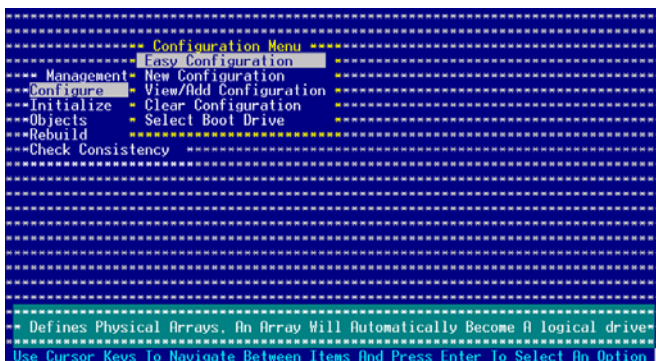 Configuration Menu
Easy Configuration
Management
New Configuration
Configure
View/Add Configuration
Initialize
Clear Configuration
Objects
Select Boot Drive
Rebuild
Check Consistency
Defines Physical Arrays, An Array Will Automatically Become A logical drive
Use Cursor Keys To Navigate Between Items And Press Enter To Select An Option